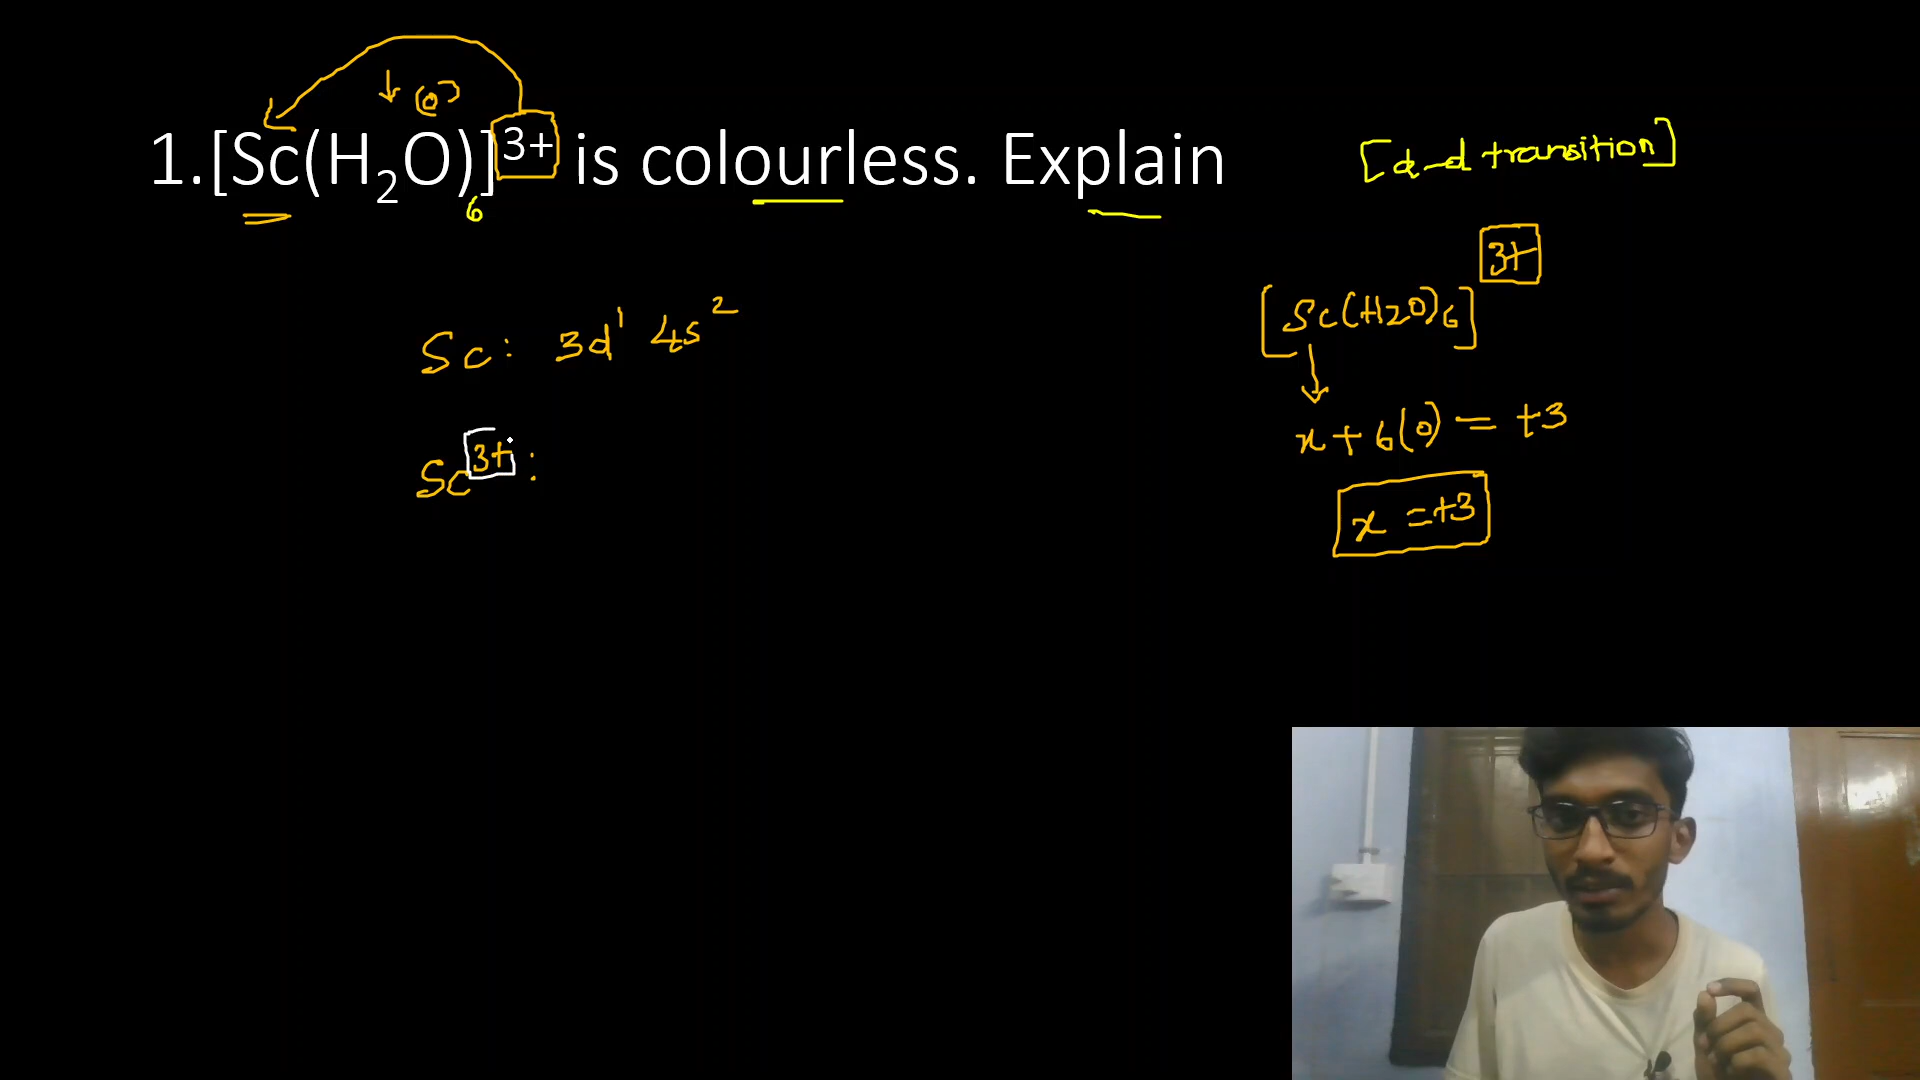 (0)
1.[Sc(H₂O)₆]³⁺ is colourless. Explain
[d-d transition]
[Sc(H2O)6]³⁺
Sc: 3d¹ 4s²
x + 6(0) = +3
Sc³⁺:
x = +3